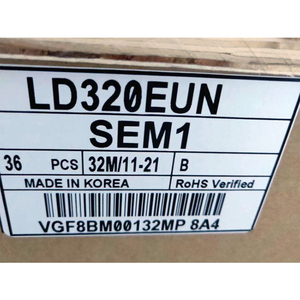 LD320EUN
SEM1
36 PCS 32M/11-21 B
MADE IN KOREA RoHS Verified
VGF8BM00132MP 8A4